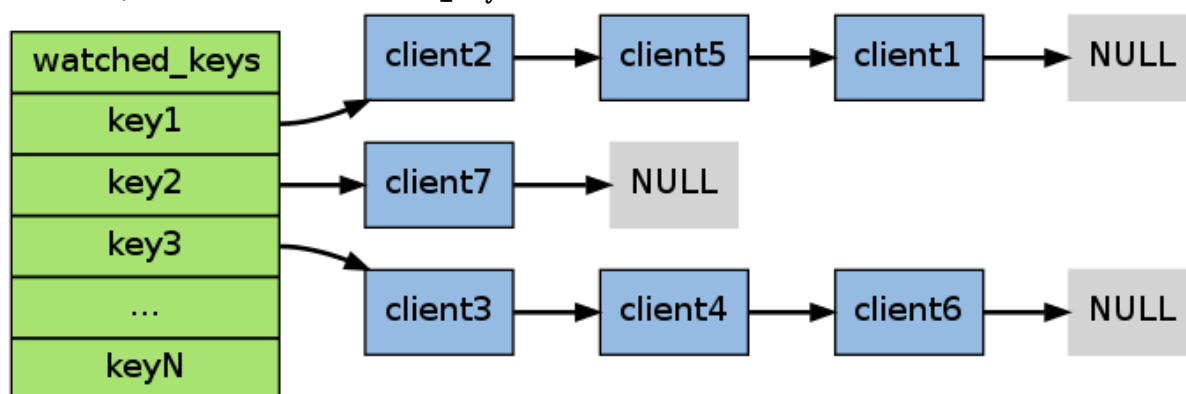 watched_keys
key1
key2
key3
...
keyN
client2 client5 client1 NULL
client7 NULL
client3 client4 client6 NULL